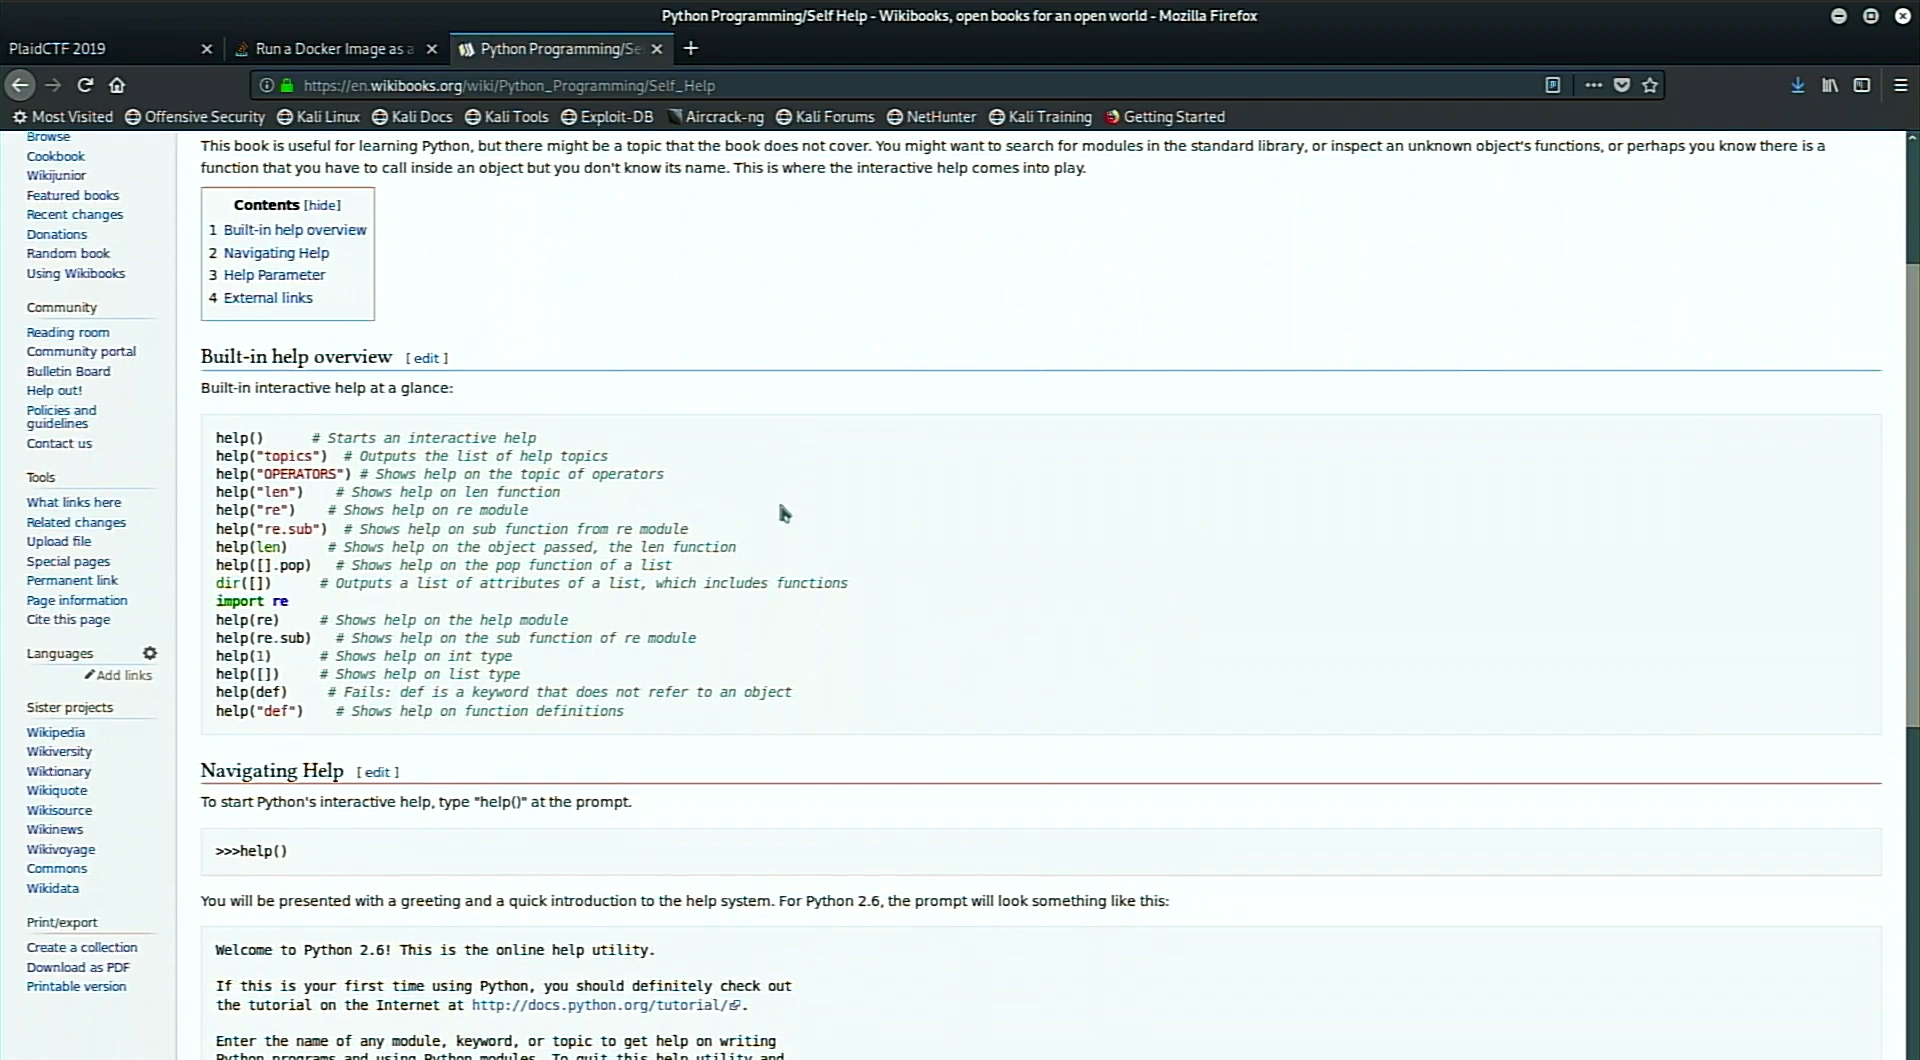 Python Programming/Self Help - Wikibooks, open books for an open world - Mozilla Firefox
PlaidCTF 2019
Run a Docker Image as a
Python Programming/Se
https://en.wikibooks.org/wiki/Python_Programming/Self_Help
Most Visited Offensive Security Kali Linux Kali Docs Kali Tools Exploit-DB Aircrack-ng Kali Forums NetHunter Kali Training Getting Started
Browse
Cookbook
Wikijunior
Featured books
Recent changes
Donations
Random book
Using Wikibooks
Community
Reading room
Community portal
Bulletin Board
Help out!
Policies and
guidelines
Contact us
Tools
What links here
Related changes
Upload file
Special pages
Permanent link
Page information
Cite this page
Languages
Add links
Sister projects
Wikipedia
Wikiversity
Wiktionary
Wikiquote
Wikisource
Wikinews
Wikivoyage
Commons
Wikidata
Print/export
Create a collection
Download as PDF
Printable version
This book is useful for learning Python, but there might be a topic that the book does not cover. You might want to search for modules in the standard library, or inspect an unknown object's functions, or perhaps you know there is a
function that you have to call inside an object but you don't know its name. This is where the interactive help comes into play.
Contents [hide]
1 Built-in help overview
2 Navigating Help
3 Help Parameter
4 External links
Built-in help overview [ edit ]
Built-in interactive help at a glance:
help() # Starts an interactive help
help("topics") # Outputs the list of help topics
help("OPERATORS") # Shows help on the topic of operators
help("len") # Shows help on len function
help("re") # Shows help on re module
help("re.sub") # Shows help on sub function from re module
help(len) # Shows help on the object passed, the len function
help([].pop) # Shows help on the pop function of a list
dir([]) # Outputs a list of attributes of a list, which includes functions
import re
help(re) # Shows help on the help module
help(re.sub) # Shows help on the sub function of re module
help(1) # Shows help on int type
help([]) # Shows help on list type
help(def) # Fails: def is a keyword that does not refer to an object
help("def") # Shows help on function definitions
Navigating Help [ edit ]
To start Python's interactive help, type "help()" at the prompt.
>>>help()
You will be presented with a greeting and a quick introduction to the help system. For Python 2.6, the prompt will look something like this:
Welcome to Python 2.6! This is the online help utility.
If this is your first time using Python, you should definitely check out
the tutorial on the Internet at http://docs.python.org/tutorial/.
Enter the name of any module, keyword, or topic to get help on writing
Python programs and using Python modules. To quit this help utility and